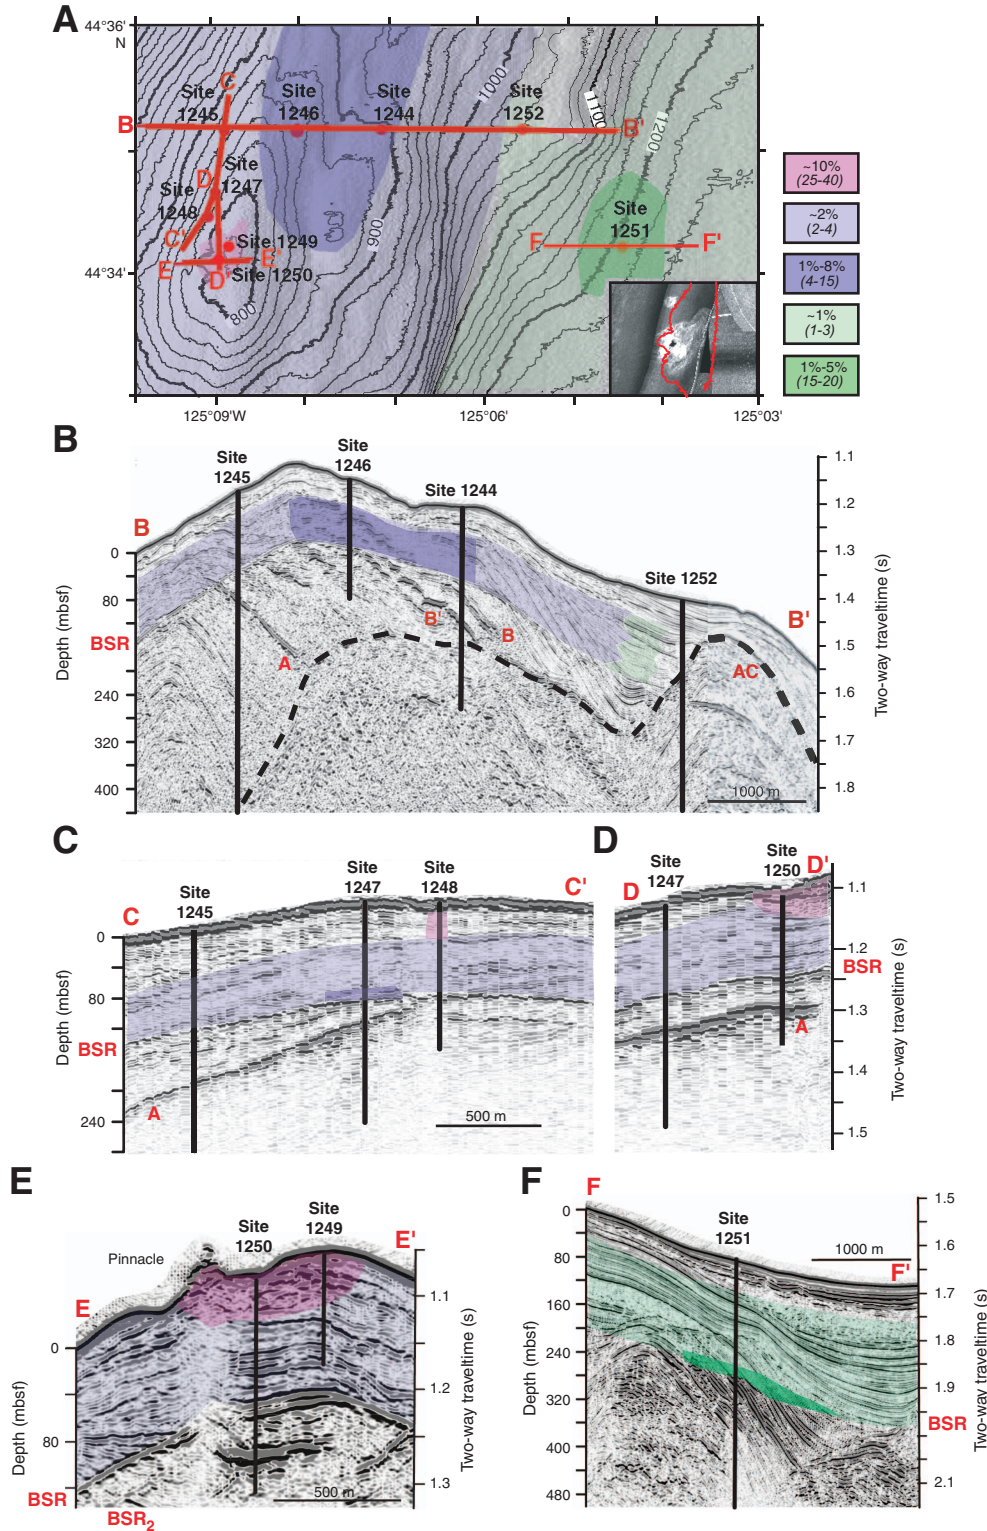 A
44°36'
N
44°34'
125°09'W
125°06'
125°03'
B
B'
C
C'
D
D'
E
E'
F
F'
Site
1245
Site
1246
Site
1244
Site
1252
Site
1247
Site
1248
Site 1249
Site 1250
Site
1251
1000
1100
1200
900
800
~10%
(25-40)
~2%
(2-4)
1%-8%
(4-15)
~1%
(1-3)
1%-5%
(15-20)
B
Site
1245
Site
1246
Site 1244
Site 1252
B
B'
A
B'
B
AC
0
80
BSR
240
320
400
Depth (mbsf)
1.1
1.2
1.3
1.4
1.5
1.6
1.7
1.8
Two-way traveltime (s)
1000 m
C
Site
1245
Site
1247
Site
1248
C
C'
0
80
BSR
240
Depth (mbsf)
A
500 m
D
Site
1247
Site
1250
D
D'
1.1
1.2
BSR
1.3
1.4
1.5
A
Two-way traveltime (s)
E
Pinnacle
Site
1250
Site
1249
E
E'
0
80
BSR
BSR2
Depth (mbsf)
1.1
1.2
1.3
Two-way traveltime (s)
500 m
F
F
Site
1251
1000 m
F'
0
80
160
240
320
400
480
Depth (mbsf)
1.5
1.6
1.7
1.8
1.9
BSR
2.1
Two-way traveltime (s)